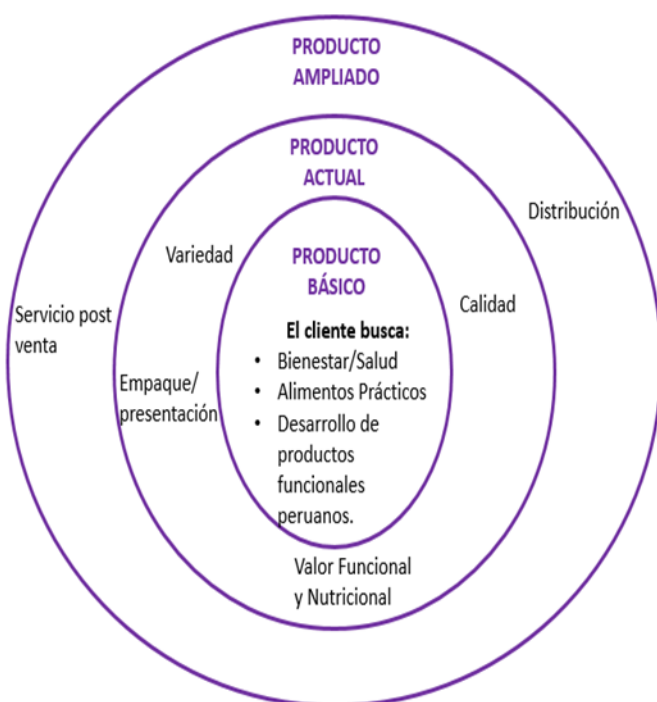 PRODUCTO
AMPLIADO
PRODUCTO
ACTUAL
Distribución
Variedad
PRODUCTO
BÁSICO
Calidad
Servicio post
venta
El cliente busca:
• Bienestar/Salud
• Alimentos Prácticos
• Desarrollo de
productos
funcionales
peruanos.
Empaque/
presentación
Valor Funcional
y Nutricional